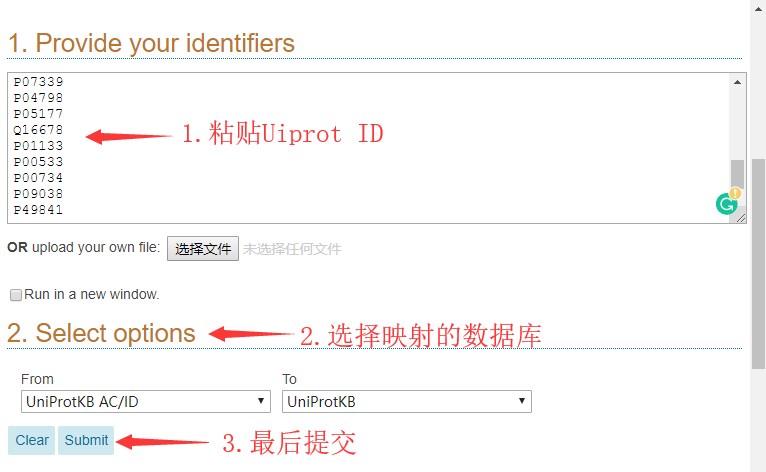 1. Provide your identifiers
P07339
P04798
P05177
Q16678
P01133
P00533
P00734
P09038
P49841
1.粘贴Uiprot ID
OR upload your own file: 选择文件 未选择任何文件
Run in a new window.
2. Select options
2.选择映射的数据库
From To
UniProtKB AC/ID UniProtKB
Clear Submit
3.最后提交